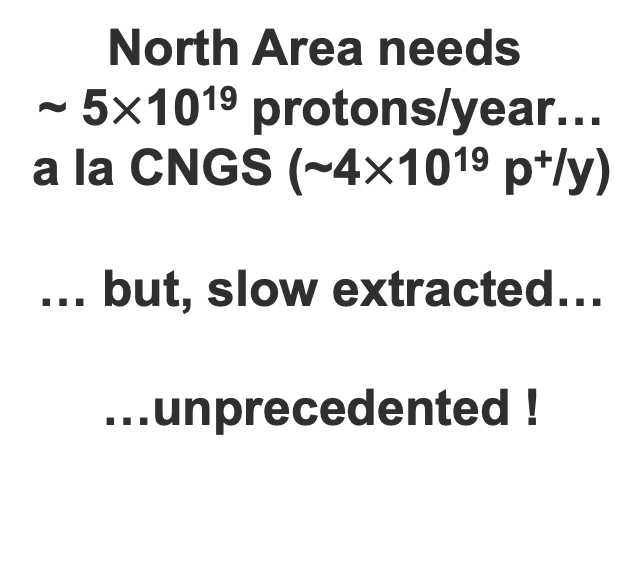 North Area needs
~ 5×10¹⁹ protons/year…
a la CNGS (~4×10¹⁹ p⁺/y)
… but, slow extracted…
…unprecedented !